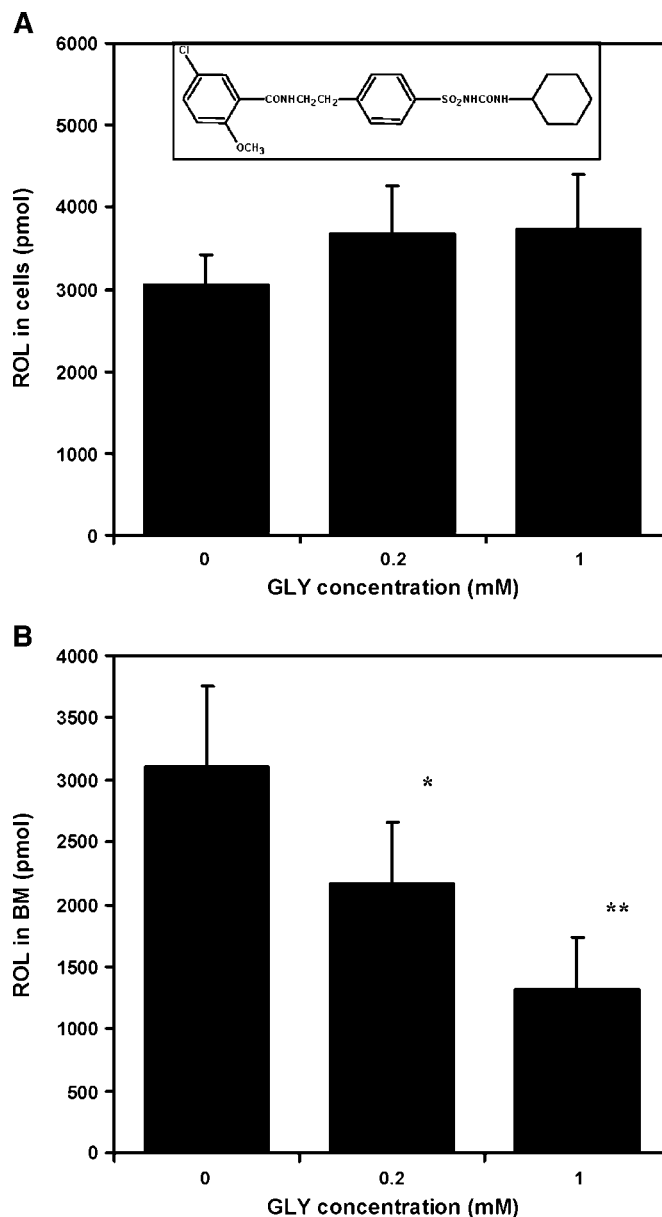 A
6000
5000
4000
3000
2000
1000
0
ROL in cells (pmol)
Cl
CONHCH2CH2
SO2NHCONH
OCH3
0 0.2 1
GLY concentration (mM)
B
4000
3500
3000
2500
2000
1500
1000
500
0
ROL in BM (pmol)
*
**
0 0.2 1
GLY concentration (mM)